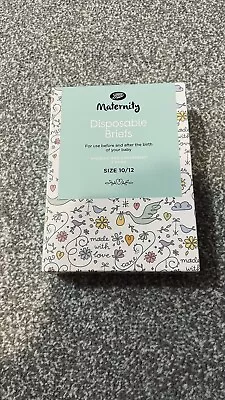 Boots
Maternity
Disposable
Briefs
For use before and after the birth
of your baby
SIZE 10/12
made
with
love
made
with